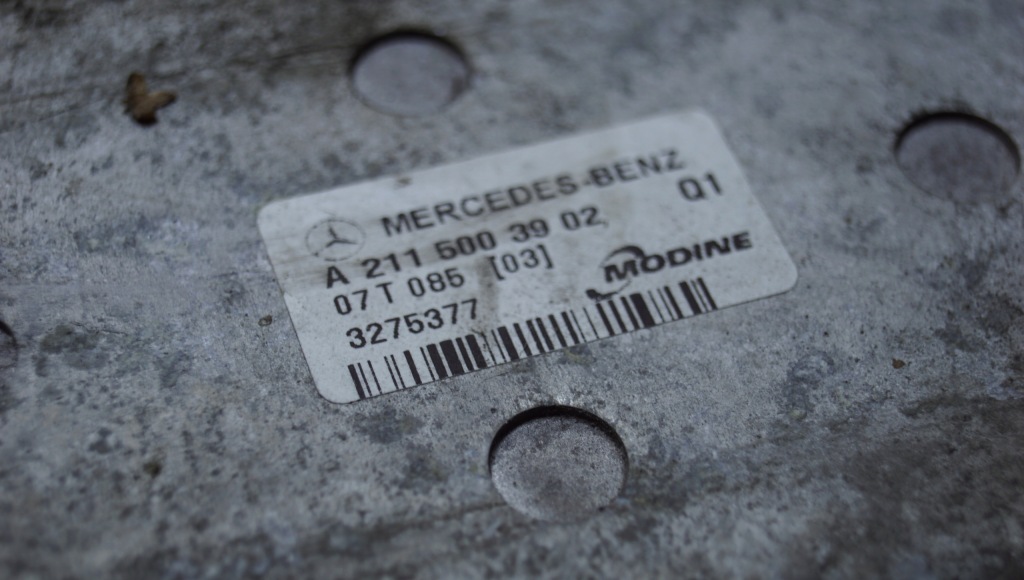 MERCEDES-BENZ
A 211 500 39 02 Q1
07T 085 [03]
MODINE
3275377